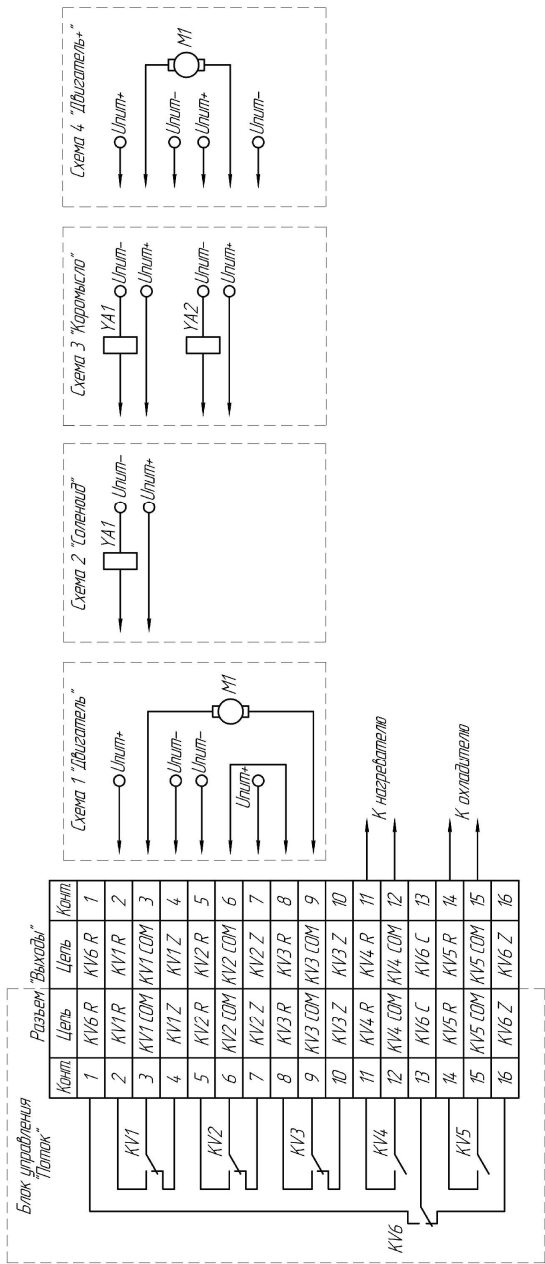 Блок управления
"Поток"
Разъем "Выходы"
Конт. Цепь Цепь Конт.
1 KV6 R KV6 R 1
2 KV1 R KV1 R 2
3 KV1 COM KV1 COM 3
4 KV1 Z KV1 Z 4
5 KV2 R KV2 R 5
6 KV2 COM KV2 COM 6
7 KV2 Z KV2 Z 7
8 KV3 R KV3 R 8
9 KV3 COM KV3 COM 9
10 KV3 Z KV3 Z 10
11 KV4 R KV4 R 11
12 KV4 COM KV4 COM 12
13 KV6 C KV6 C 13
14 KV5 R KV5 R 14
15 KV5 COM KV5 COM 15
16 KV6 Z KV6 Z 16
KV1
KV2
KV3
KV4
KV6
KV5
К нагревателю
К охладителю
Схема 1 "Двигатель"
Uпит+
M1
Uпит-
Uпит-
Uпит+
Схема 2 "Соленоид"
YA1
Uпит-
Uпит+
Схема 3 "Коромысло"
YA1
Uпит-
Uпит+
YA2
Uпит-
Uпит+
Схема 4 "Двигатель+"
Uпит+
M1
Uпит-
Uпит+
Uпит-